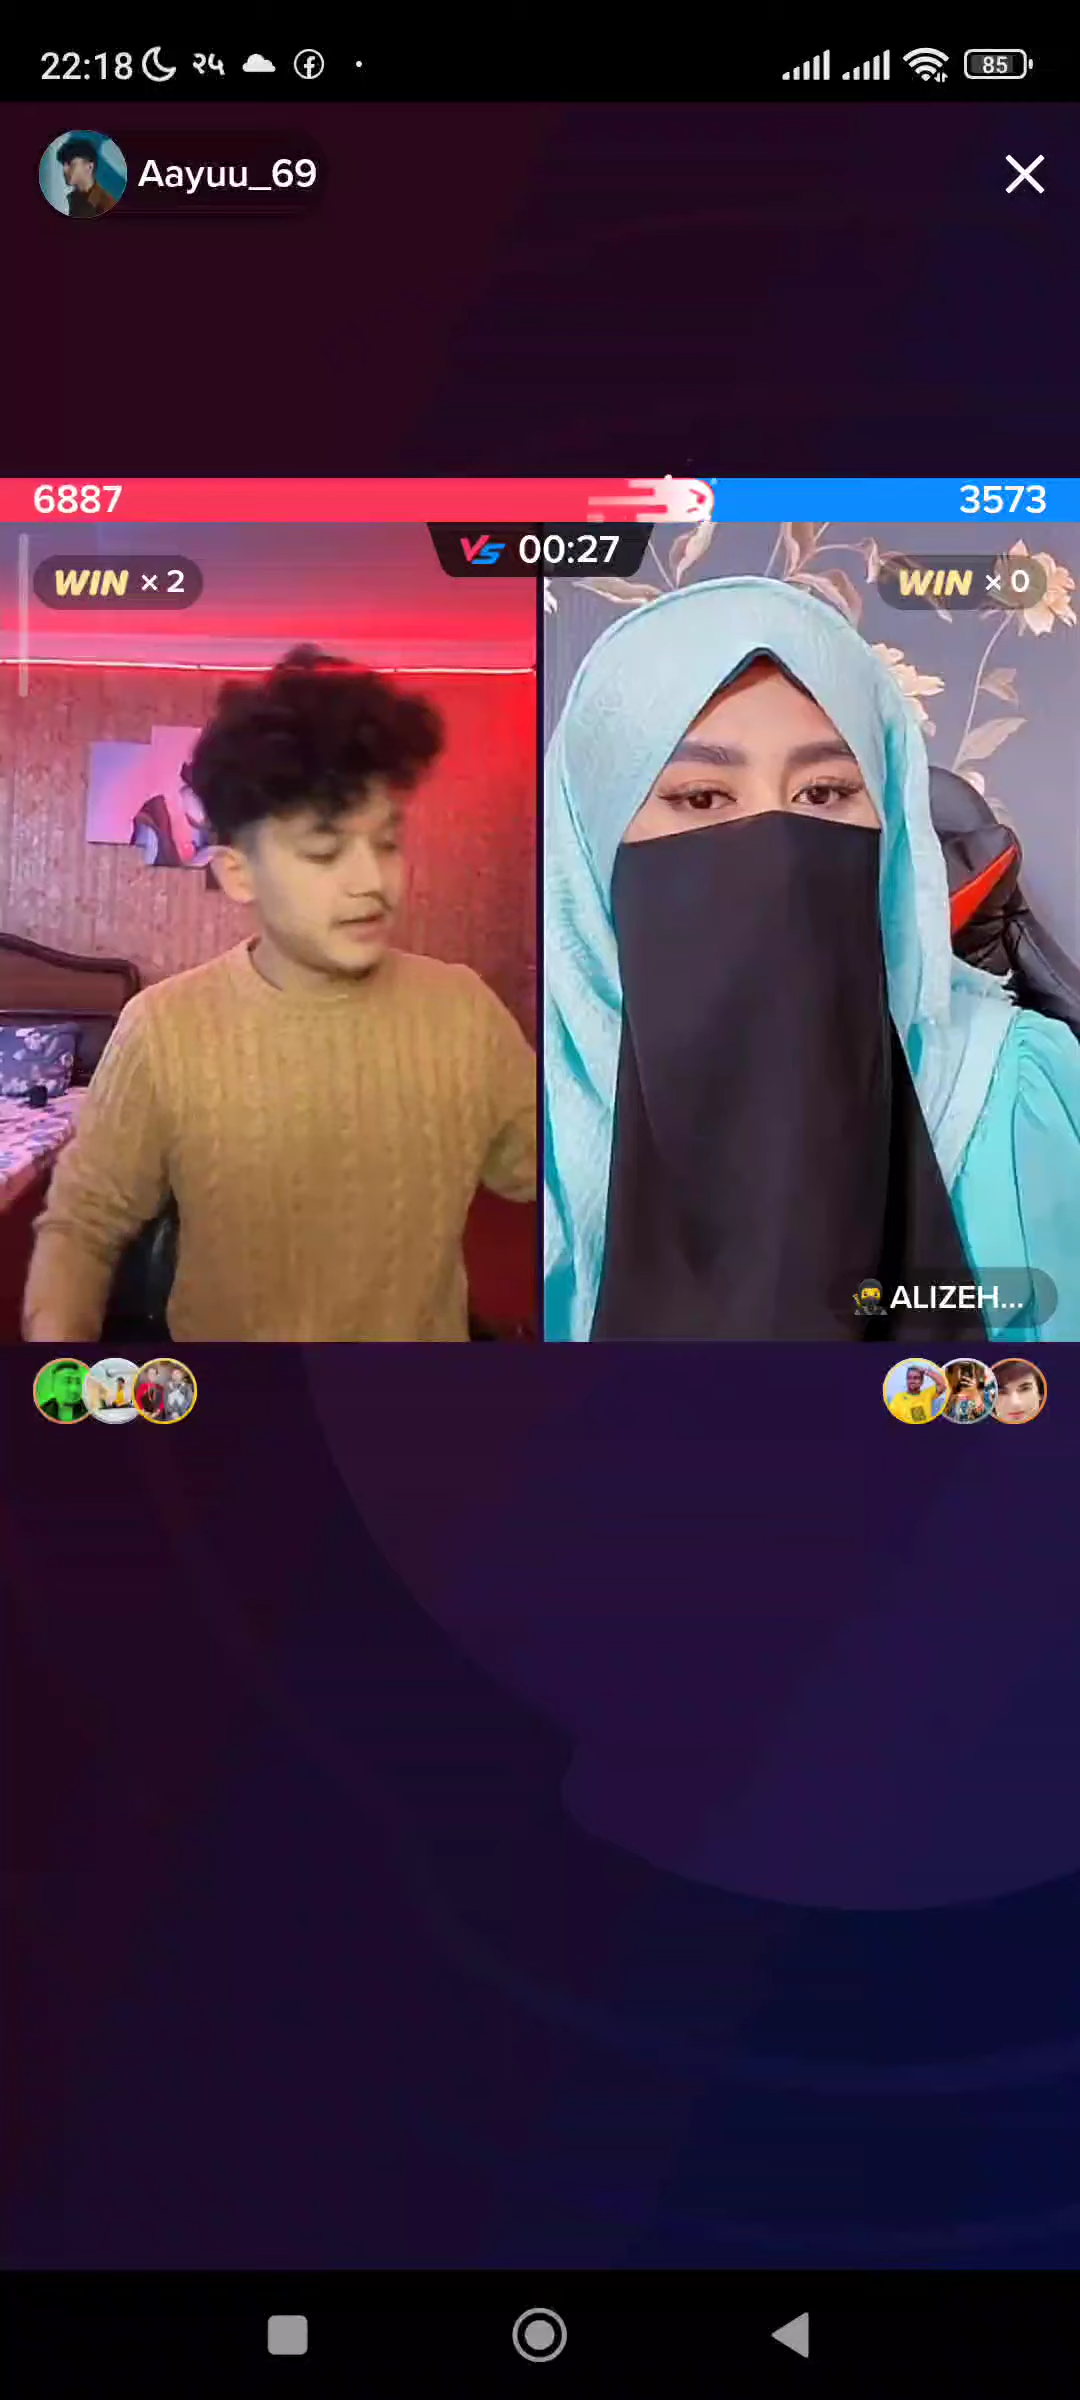 22:18 २५
85
Aayuu_69
6887
3573
VS 00:27
WIN × 2
WIN × 0
ALIZEH...